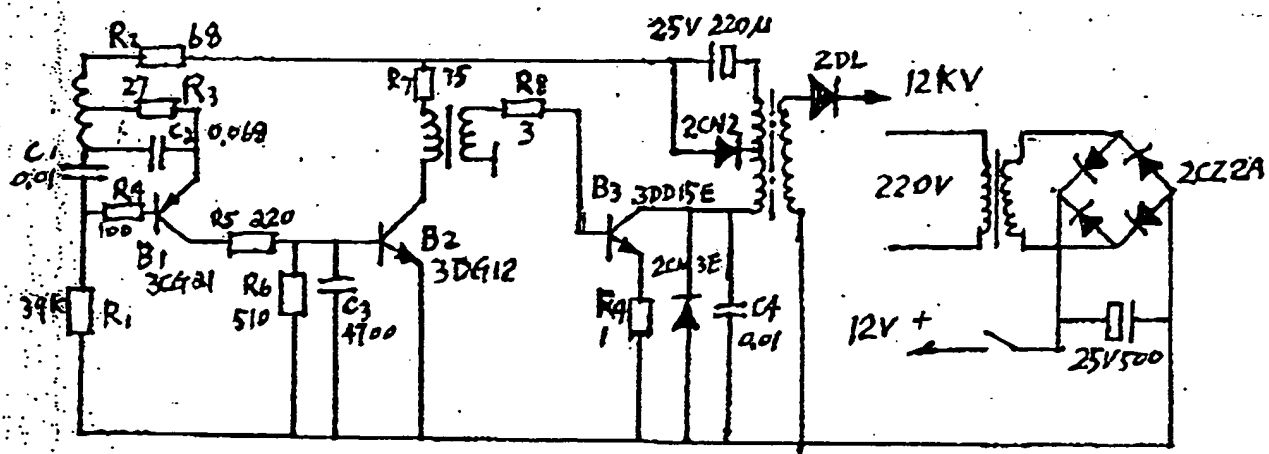 R₂ 68
25V 220μ
2DL
12KV
27 R₃
R7 75
R8
3
C₂ 0.068
2CN2
C₁
0.01
R4
100
B1
3CG21
R5 220
B2
3DG12
B3
3DD15E
220V
2CZ2A
39K R₁
R6
510
C₃
4700
2CN3E
1
C4
0.01
12V +
25V500